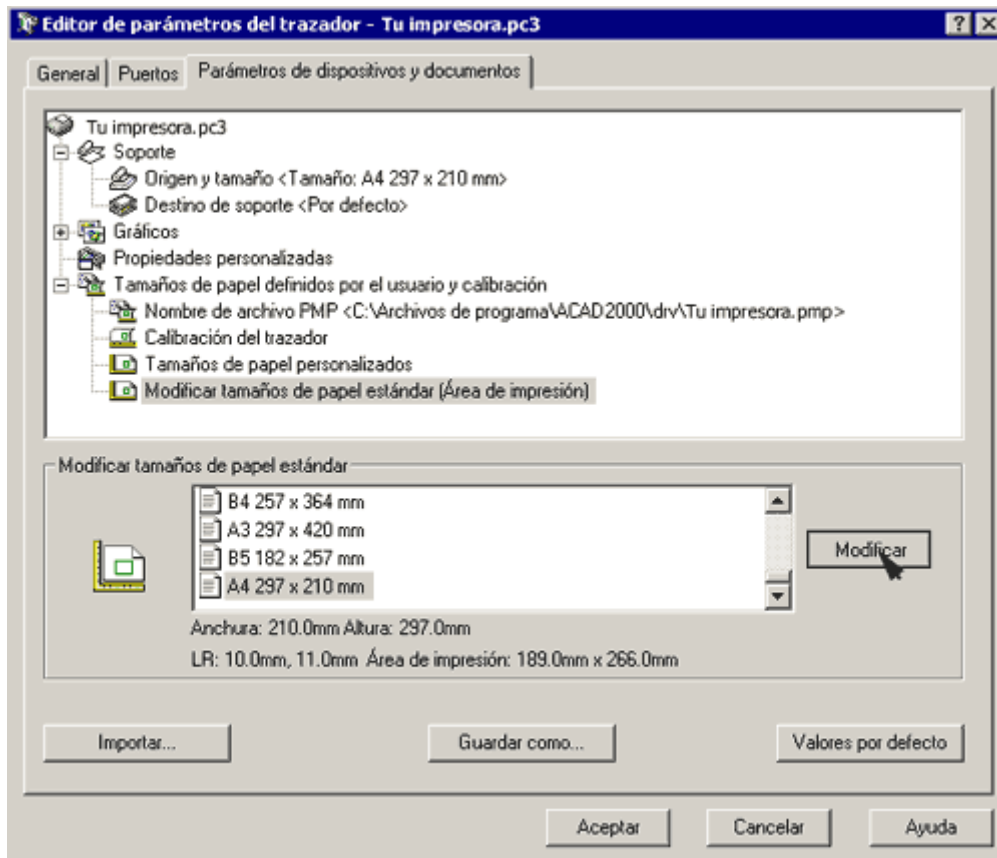 Editor de parámetros del trazador - Tu impresora.pc3
General Puertos Parámetros de dispositivos y documentos
Tu impresora.pc3
Soporte
Origen y tamaño <Tamaño: A4 297 x 210 mm>
Destino de soporte <Por defecto>
Gráficos
Propiedades personalizadas
Tamaños de papel definidos por el usuario y calibración
Nombre de archivo PMP <C:\Archivos de programa\ACAD2000\drv\Tu impresora.pmp>
Calibración del trazador
Tamaños de papel personalizados
Modificar tamaños de papel estándar (Área de impresión)
Modificar tamaños de papel estándar
B4 257 x 364 mm
A3 297 x 420 mm
B5 182 x 257 mm
A4 297 x 210 mm
Modificar
Anchura: 210.0mm Altura: 297.0mm
LR: 10.0mm, 11.0mm Área de impresión: 189.0mm x 266.0mm
Importar... Guardar como... Valores por defecto
Aceptar Cancelar Ayuda